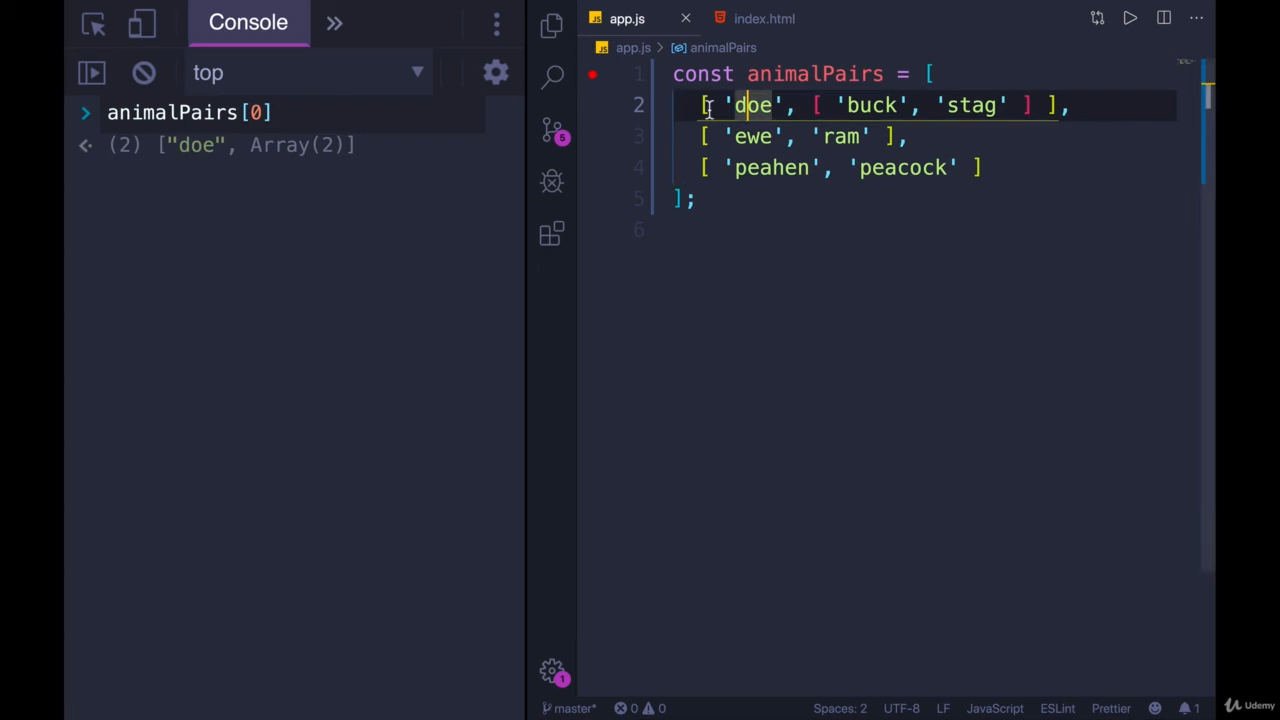 Console
top
animalPairs[0]
(2) ["doe", Array(2)]
app.js
index.html
app.js
animalPairs
1 const animalPairs = [
2 [ 'doe', [ 'buck', 'stag' ] ],
3 [ 'ewe', 'ram' ],
4 [ 'peahen', 'peacock' ]
5 ];
6
5
1
master*
0
0
Spaces: 2
UTF-8
LF
JavaScript
ESLint
Prettier
1
Udemy